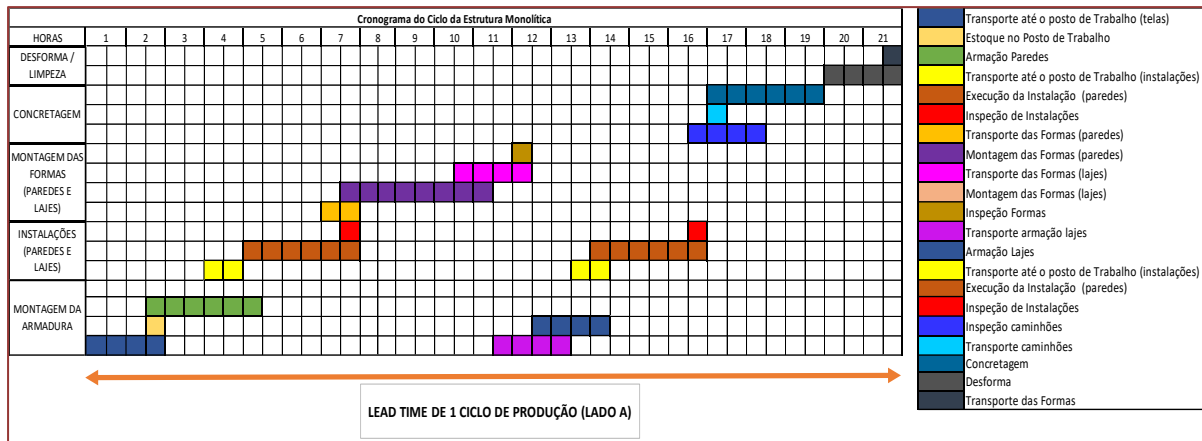 Cronograma do Ciclo da Estrutura Monolítica
HORAS 1 2 3 4 5 6 7 8 9 10 11 12 13 14 15 16 17 18 19 20 21
DESFORMA /
LIMPEZA
CONCRETAGEM
MONTAGEM DAS
FORMAS
(PAREDES E
LAJES)
INSTALAÇÕES
(PAREDES E
LAJES)
MONTAGEM DA
ARMADURA
LEAD TIME DE 1 CICLO DE PRODUÇÃO (LADO A)
Transporte até o posto de Trabalho (telas)
Estoque no Posto de Trabalho
Armação Paredes
Transporte até o posto de Trabalho (instalações)
Execução da Instalação (paredes)
Inspeção de Instalações
Transporte das Formas (paredes)
Montagem das Formas (paredes)
Transporte das Formas (lajes)
Montagem das Formas (lajes)
Inspeção Formas
Transporte armação lajes
Armação Lajes
Transporte até o posto de Trabalho (instalações)
Execução da Instalação (paredes)
Inspeção de Instalações
Inspeção caminhões
Transporte caminhões
Concretagem
Desforma
Transporte das Formas